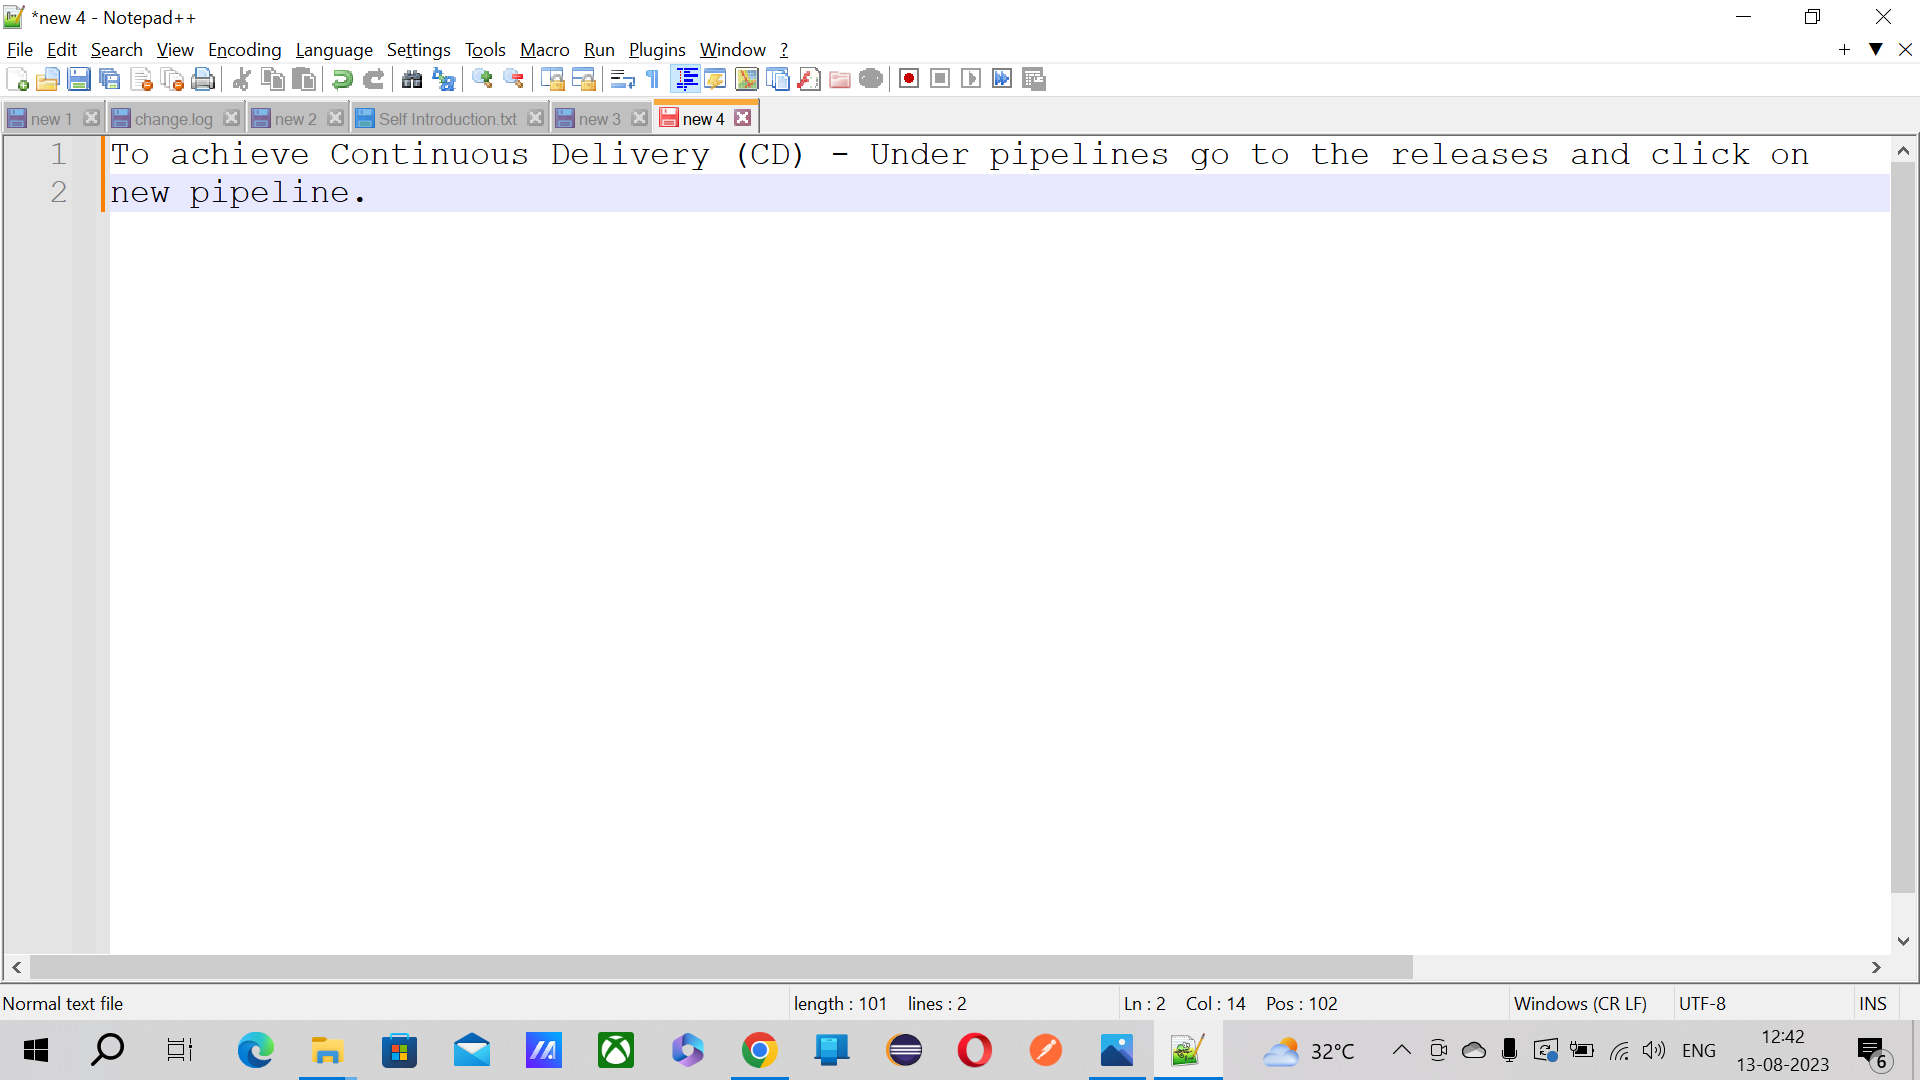 *new 4 - Notepad++
File Edit Search View Encoding Language Settings Tools Macro Run Plugins Window ?
new 1 change.log new 2 Self Introduction.txt new 3 new 4
1 To achieve Continuous Delivery (CD) - Under pipelines go to the releases and click on
2 new pipeline.
Normal text file length : 101 lines : 2 Ln : 2 Col : 14 Pos : 102 Windows (CR LF) UTF-8 INS
32°C ENG 12:42
13-08-2023 6